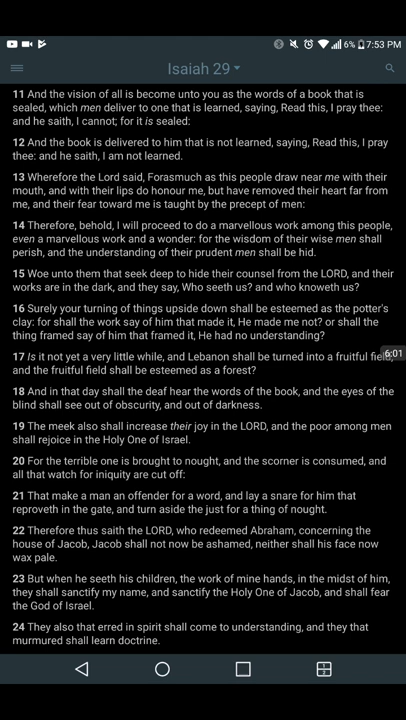 6% 7:53 PM
Isaiah 29
11 And the vision of all is become unto you as the words of a book that is
sealed, which men deliver to one that is learned, saying, Read this, I pray thee:
and he saith, I cannot; for it is sealed:
12 And the book is delivered to him that is not learned, saying, Read this, I pray
thee: and he saith, I am not learned.
13 Wherefore the Lord said, Forasmuch as this people draw near me with their
mouth, and with their lips do honour me, but have removed their heart far from
me, and their fear toward me is taught by the precept of men:
14 Therefore, behold, I will proceed to do a marvellous work among this people,
even a marvellous work and a wonder: for the wisdom of their wise men shall
perish, and the understanding of their prudent men shall be hid.
15 Woe unto them that seek deep to hide their counsel from the LORD, and their
works are in the dark, and they say, Who seeth us? and who knoweth us?
16 Surely your turning of things upside down shall be esteemed as the potter's
clay: for shall the work say of him that made it, He made me not? or shall the
thing framed say of him that framed it, He had no understanding?
17 Is it not yet a very little while, and Lebanon shall be turned into a fruitful field,
6:01
and the fruitful field shall be esteemed as a forest?
18 And in that day shall the deaf hear the words of the book, and the eyes of the
blind shall see out of obscurity, and out of darkness.
19 The meek also shall increase their joy in the LORD, and the poor among men
shall rejoice in the Holy One of Israel.
20 For the terrible one is brought to nought, and the scorner is consumed, and
all that watch for iniquity are cut off:
21 That make a man an offender for a word, and lay a snare for him that
reproveth in the gate, and turn aside the just for a thing of nought.
22 Therefore thus saith the LORD, who redeemed Abraham, concerning the
house of Jacob, Jacob shall not now be ashamed, neither shall his face now
wax pale.
23 But when he seeth his children, the work of mine hands, in the midst of him,
they shall sanctify my name, and sanctify the Holy One of Jacob, and shall fear
the God of Israel.
24 They also that erred in spirit shall come to understanding, and they that
murmured shall learn doctrine.